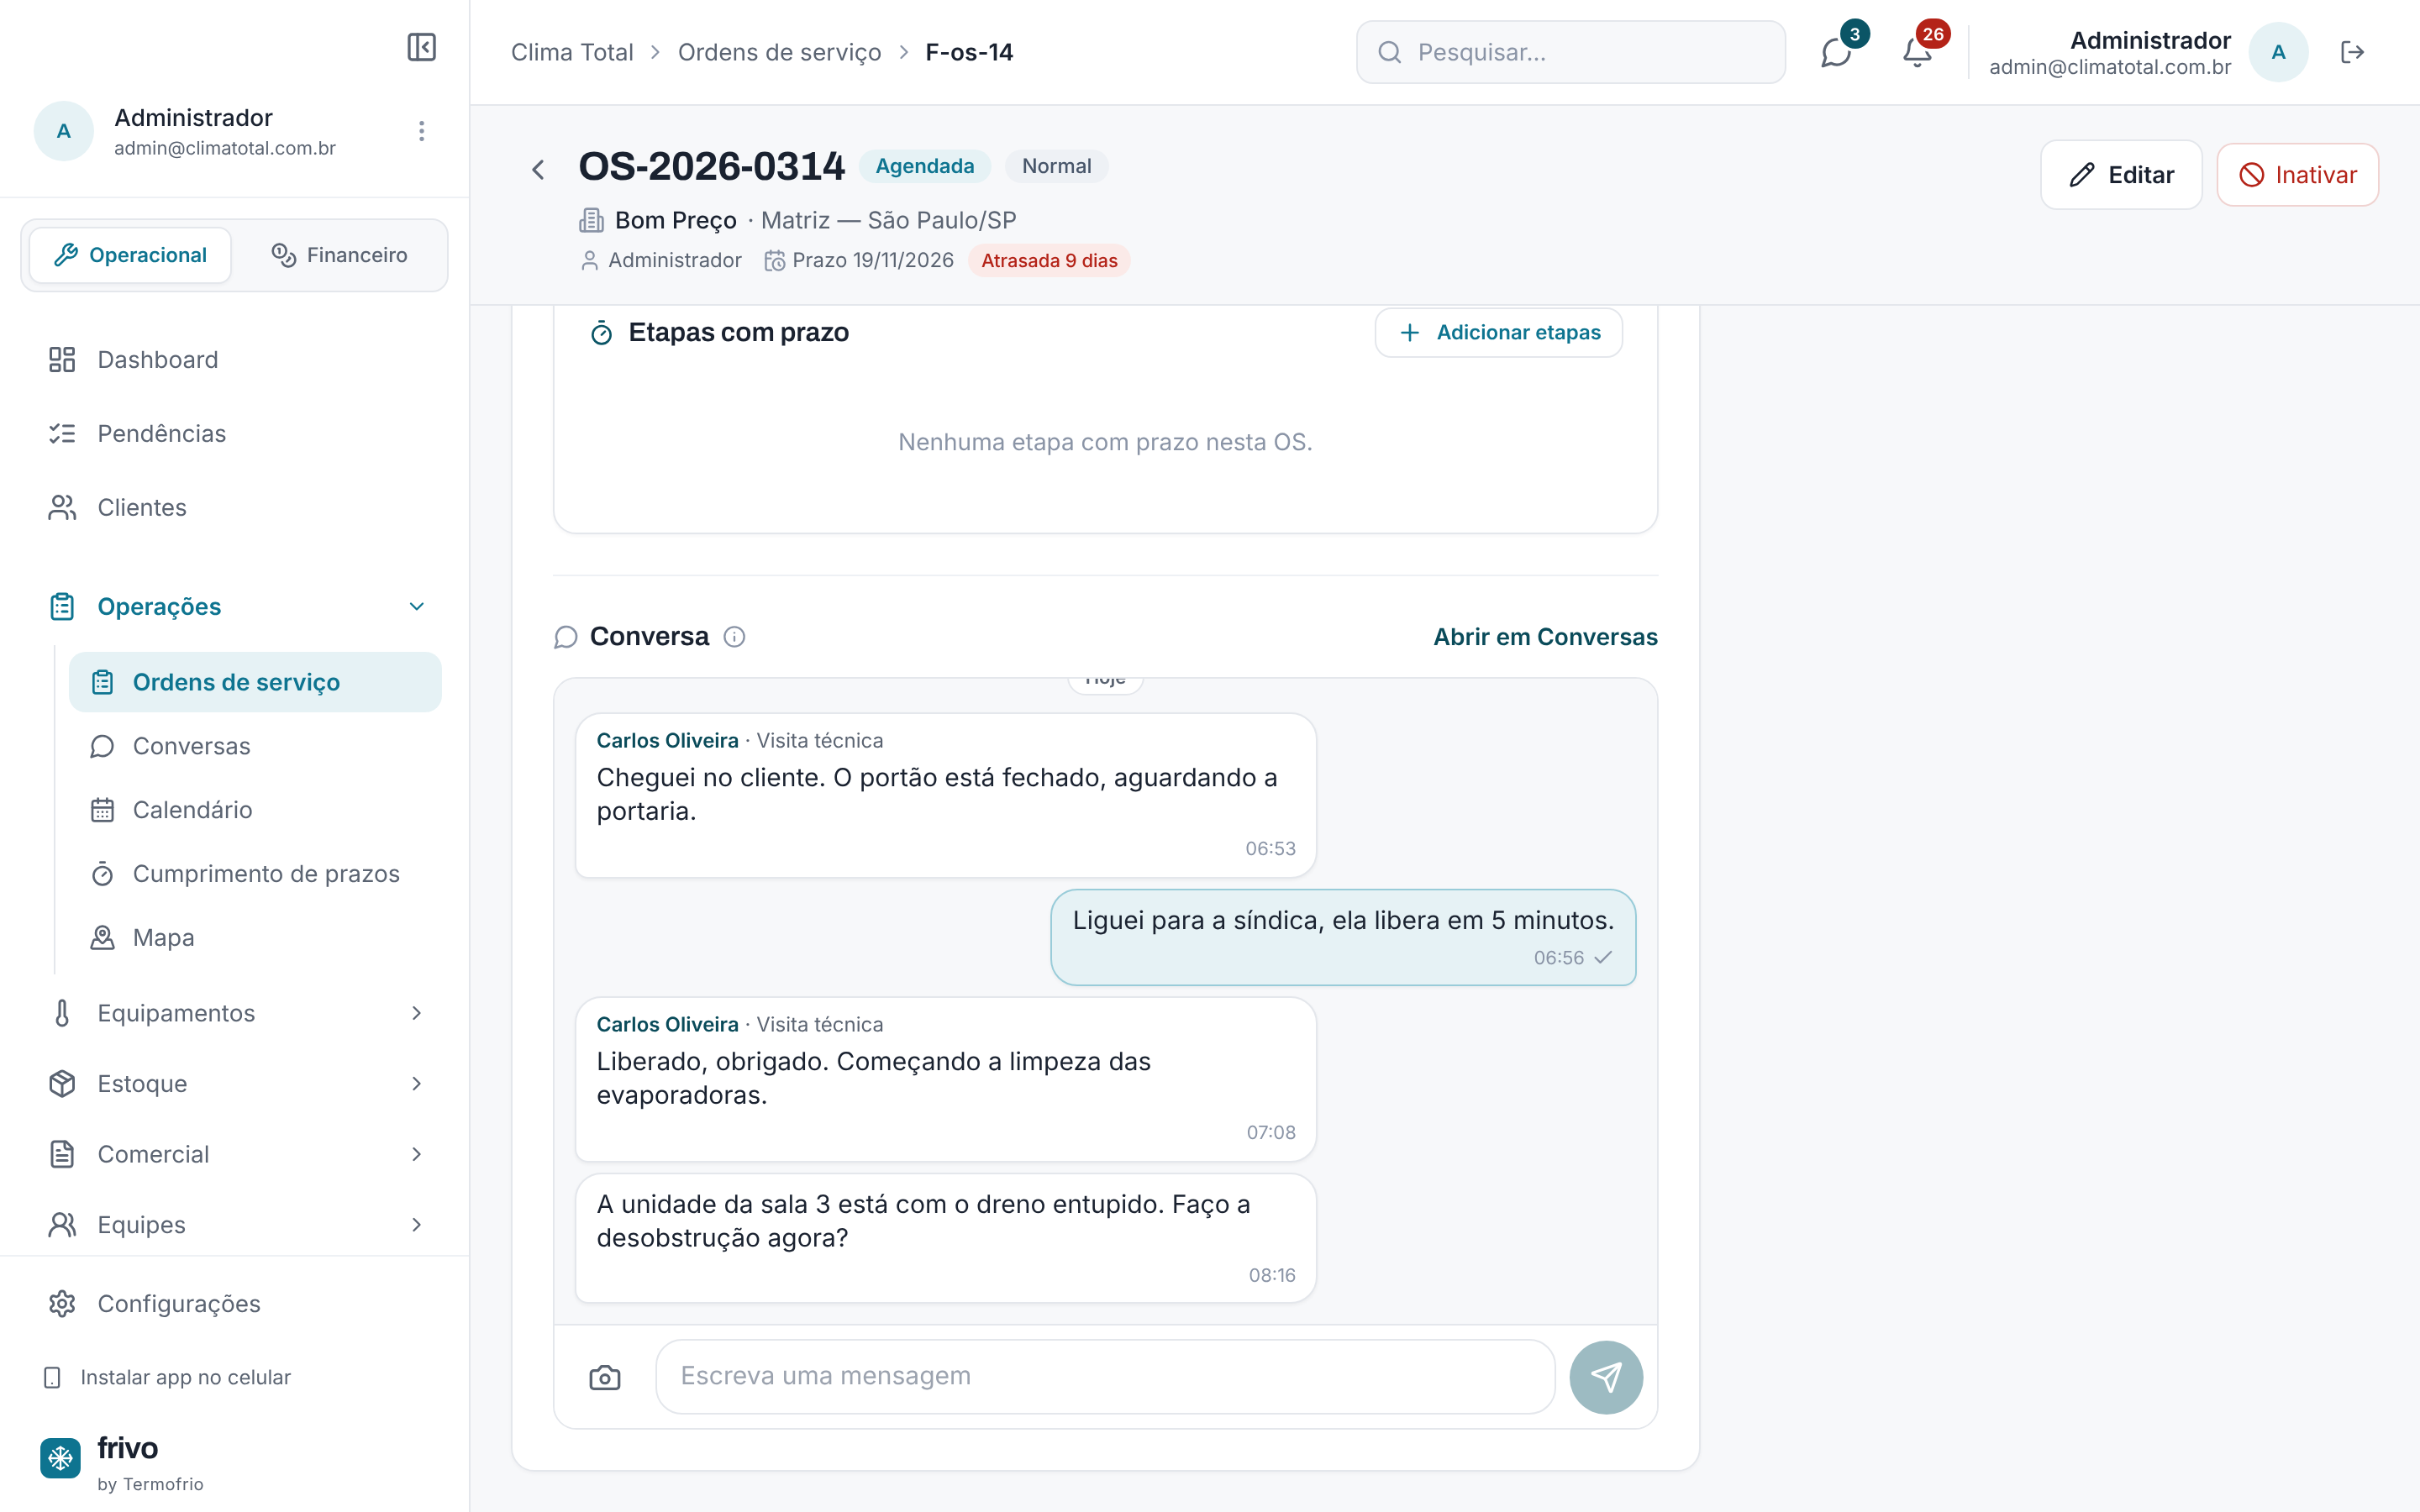 Clima Total > Ordens de serviço > F-os-14
Pesquisar...
3
26
Administrador
admin@climatotal.com.br
A
A
Administrador
admin@climatotal.com.br
Operacional
Financeiro
Dashboard
Pendências
Clientes
Operações
Ordens de serviço
Conversas
Calendário
Cumprimento de prazos
Mapa
Equipamentos
Estoque
Comercial
Equipes
Configurações
Instalar app no celular
frivo
by Termofrio
OS-2026-0314
Agendada
Normal
Editar
Inativar
Bom Preço · Matriz — São Paulo/SP
Administrador
Prazo 19/11/2026
Atrasada 9 dias
Etapas com prazo
Adicionar etapas
Nenhuma etapa com prazo nesta OS.
Conversa
Abrir em Conversas
Hoje
Carlos Oliveira · Visita técnica
Cheguei no cliente. O portão está fechado, aguardando a
portaria.
06:53
Liguei para a síndica, ela libera em 5 minutos.
06:56
Carlos Oliveira · Visita técnica
Liberado, obrigado. Começando a limpeza das
evaporadoras.
07:08
A unidade da sala 3 está com o dreno entupido. Faço a
desobstrução agora?
08:16
Escreva uma mensagem